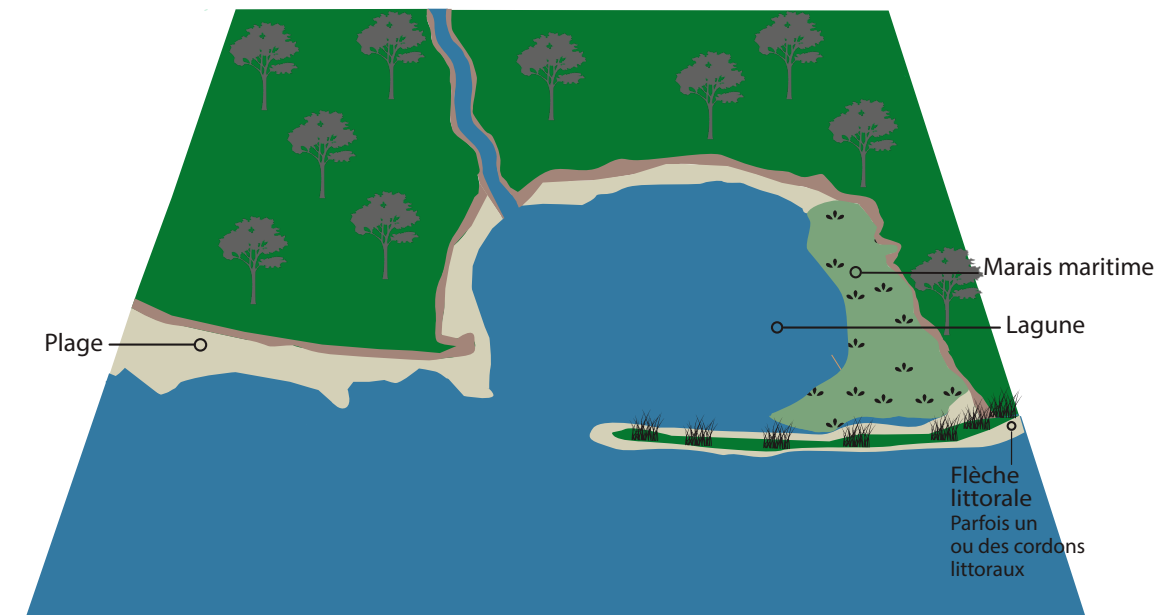 Marais maritime
Lagune
Plage
Flèche
littorale
Parfois un
ou des cordons
littoraux